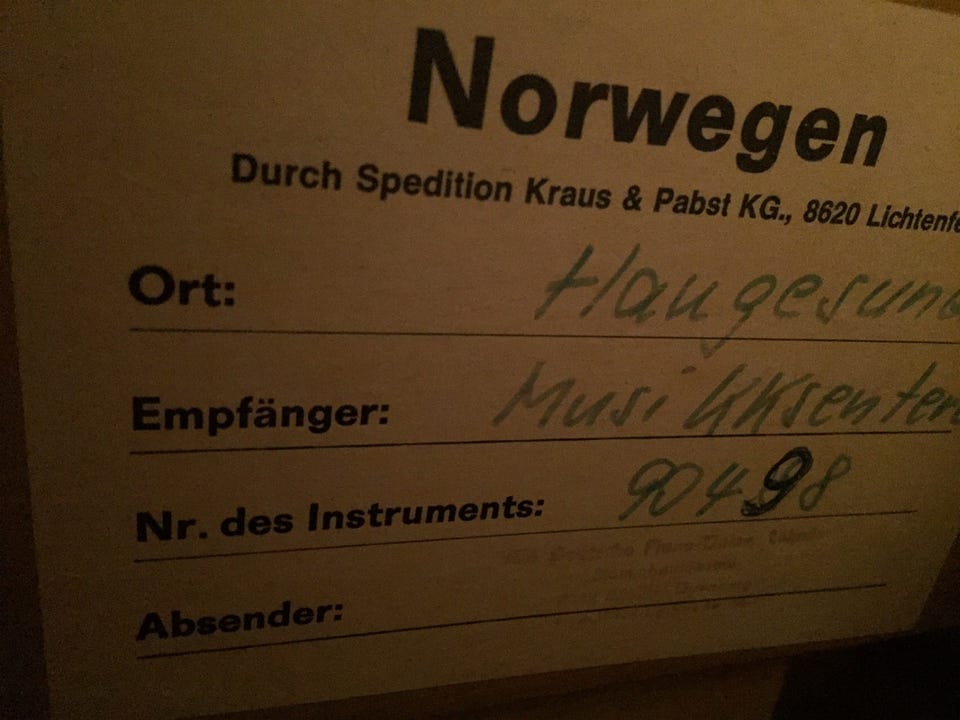 Norwegen
Durch Spedition Kraus & Pabst KG., 8620 Lichtenfe
Ort: Haugesund
Empfänger: Musikksenter
Nr. des Instruments: 90498
Absender: